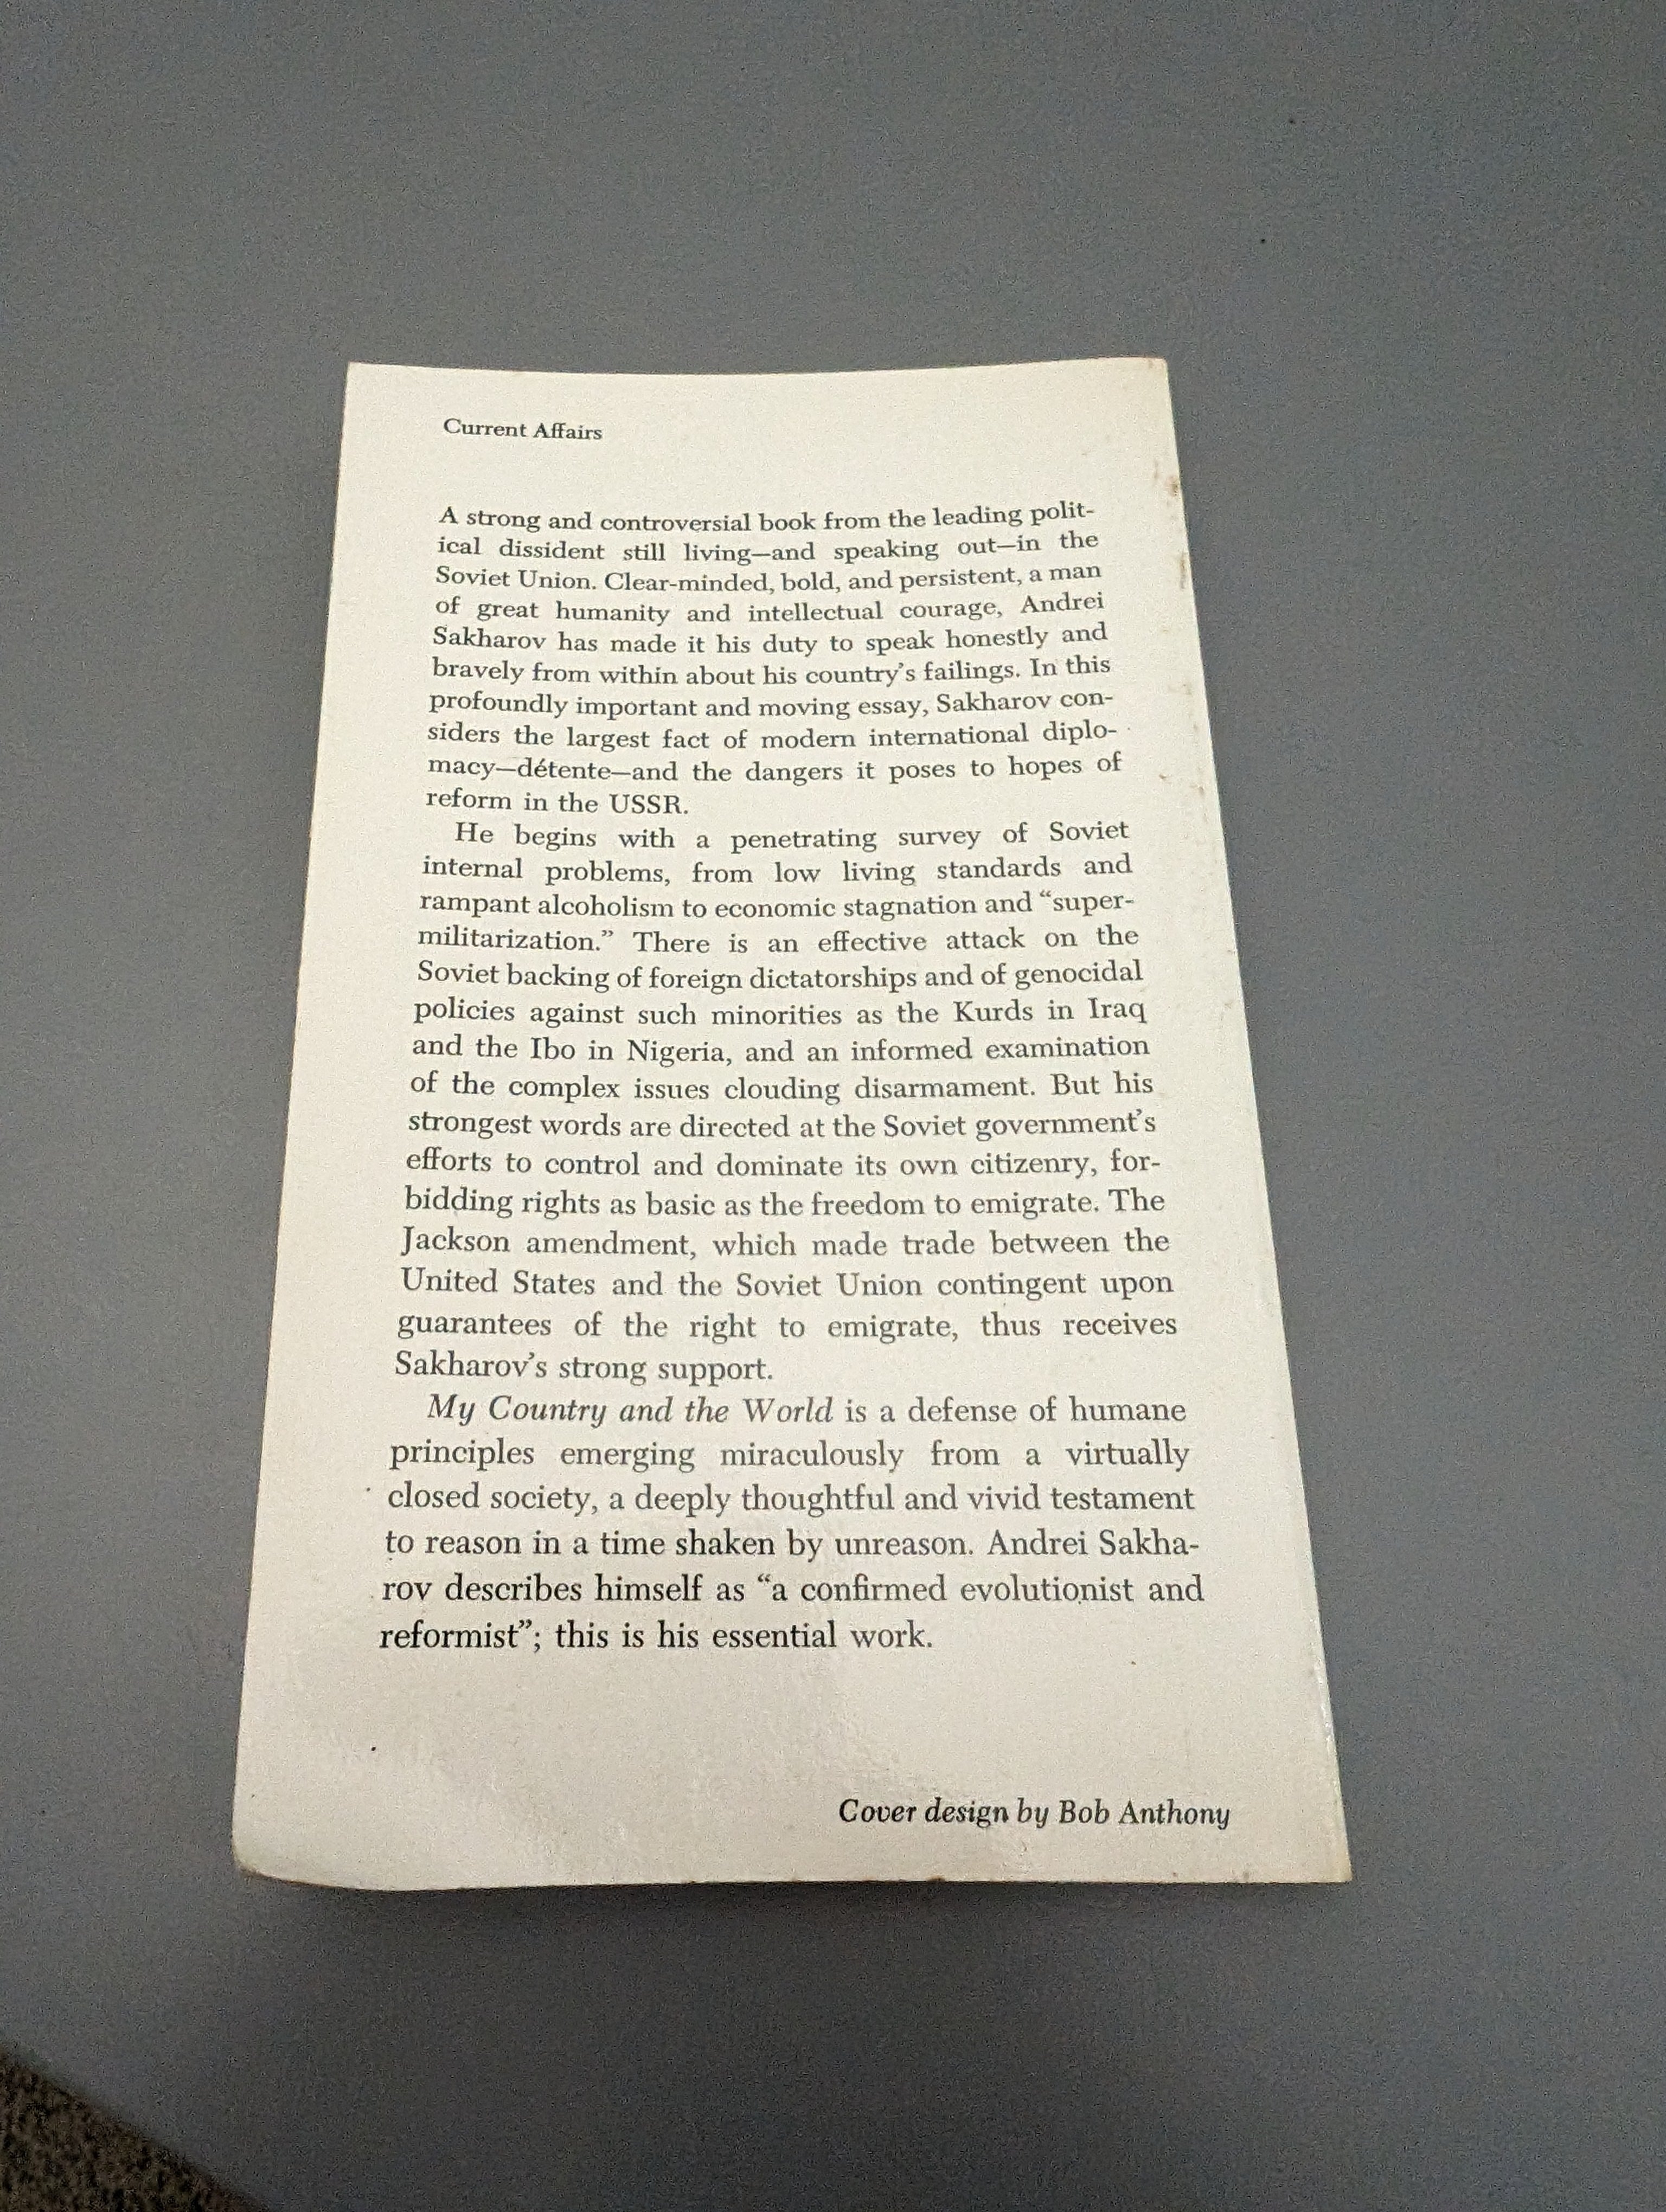 Current Affairs
A strong and controversial book from the leading polit-
ical dissident still living—and speaking out—in the
Soviet Union. Clear-minded, bold, and persistent, a man
of great humanity and intellectual courage, Andrei
Sakharov has made it his duty to speak honestly and
bravely from within about his country's failings. In this
profoundly important and moving essay, Sakharov con-
siders the largest fact of modern international diplo-
macy—détente—and the dangers it poses to hopes of
reform in the USSR.
He begins with a penetrating survey of Soviet
internal problems, from low living standards and
rampant alcoholism to economic stagnation and “super-
militarization.” There is an effective attack on the
Soviet backing of foreign dictatorships and of genocidal
policies against such minorities as the Kurds in Iraq
and the Ibo in Nigeria, and an informed examination
of the complex issues clouding disarmament. But his
strongest words are directed at the Soviet government's
efforts to control and dominate its own citizenry, for-
bidding rights as basic as the freedom to emigrate. The
Jackson amendment, which made trade between the
United States and the Soviet Union contingent upon
guarantees of the right to emigrate, thus receives
Sakharov's strong support.
My Country and the World is a defense of humane
principles emerging miraculously from a virtually
closed society, a deeply thoughtful and vivid testament
to reason in a time shaken by unreason. Andrei Sakha-
rov describes himself as “a confirmed evolutionist and
reformist”; this is his essential work.
Cover design by Bob Anthony